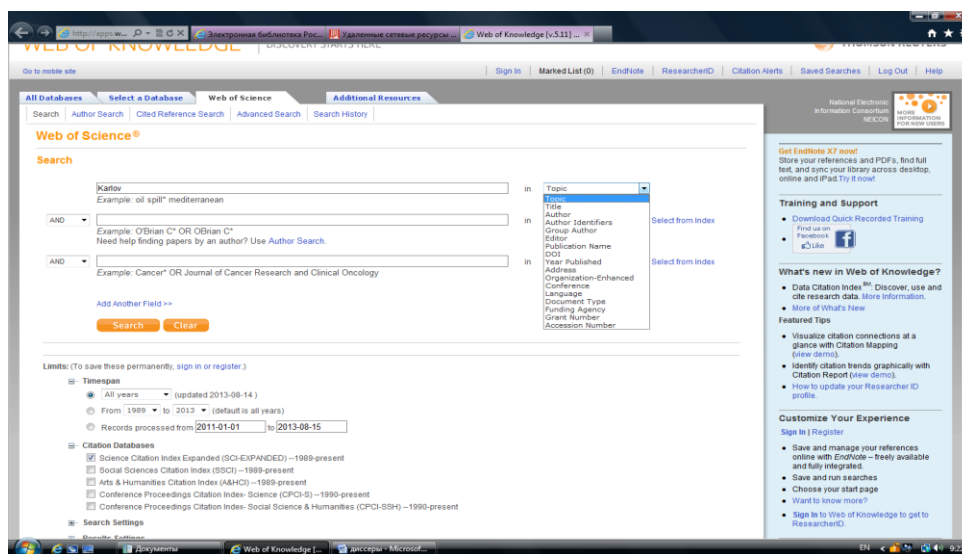 http://apps.w...
Электронная библиотека Рос...
Удаленные сетевые ресурсы ...
Web of Knowledge [v.5.11] ...
WEB OF KNOWLEDGE
DISCOVERY STARTS HERE
THOMSON REUTERS
Go to mobile site
Sign In | Marked List (0) | EndNote | ResearcherID | Citation Alerts | Saved Searches | Log Out | Help
All Databases Select a Database Web of Science Additional Resources
Search | Author Search | Cited Reference Search | Advanced Search | Search History
National Electronic
Information Consortium
NEICON
MORE
INFORMATION
FOR NEW USERS
Web of Science®
Search
Karlov in Topic
Example: oil spill* mediterranean
Topic
Title
Author
Author Identifiers
Group Author
Editor
Publication Name
DOI
Year Published
Address
Organization-Enhanced
Conference
Language
Document Type
Funding Agency
Grant Number
Accession Number
AND in Select from Index
Example: O'Brian C* OR OBrian C*
Need help finding papers by an author? Use Author Search.
AND in Select from Index
Example: Cancer* OR Journal of Cancer Research and Clinical Oncology
Add Another Field >>
Search Clear
Limits: (To save these permanently, sign in or register.)
Timespan
All years (updated 2013-08-14 )
From 1989 to 2013 (default is all years)
Records processed from 2011-01-01 to 2013-08-15
Citation Databases
Science Citation Index Expanded (SCI-EXPANDED) --1989-present
Social Sciences Citation Index (SSCI) --1989-present
Arts & Humanities Citation Index (A&HCI) --1989-present
Conference Proceedings Citation Index- Science (CPCI-S) --1990-present
Conference Proceedings Citation Index- Social Science & Humanities (CPCI-SSH) --1990-present
Search Settings
Results Settings
Get EndNote X7 now!
Store your references and PDFs, find full
text, and sync your library across desktop,
online and iPad.Try it now!
Training and Support
Download Quick Recorded Training
Find us on
Facebook
Like
What's new in Web of Knowledge?
Data Citation Index SM: Discover, use and
cite research data. More Information.
More of What's New
Featured Tips
Visualize citation connections at a
glance with Citation Mapping
(view demo).
Identify citation trends graphically with
Citation Report (view demo).
How to update your Researcher ID
profile.
Customize Your Experience
Sign In | Register
Save and manage your references
online with EndNote – freely available
and fully integrated.
Save and run searches
Choose your start page
Want to know more?
Sign In to Web of Knowledge to get to
ResearcherID.
Документы
Web of Knowledge [...
диссеры - Microsof...
EN